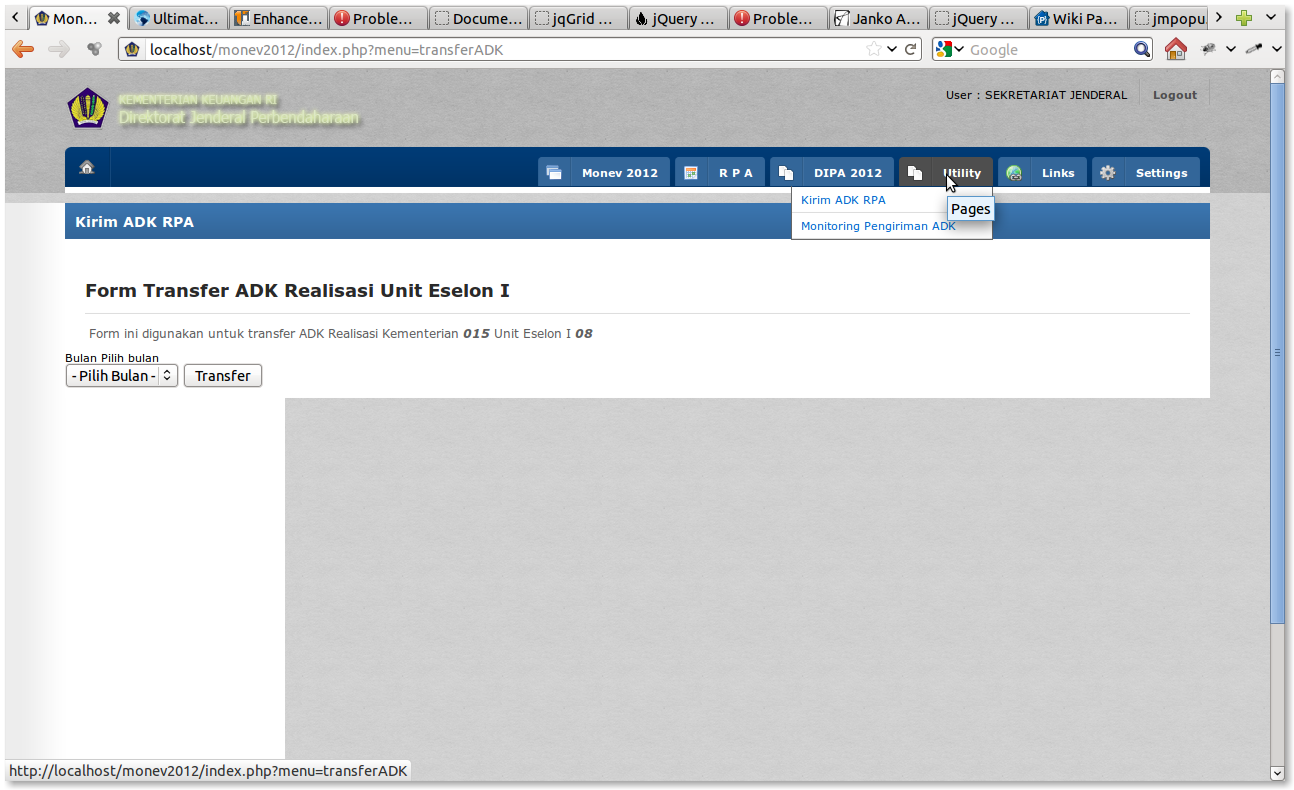 Mon...
Ultimat...
Enhance...
Proble...
Docume...
jqGrid ...
jQuery ...
Proble...
Janko A...
jQuery ...
Wiki Pa...
jmpopu
localhost/monev2012/index.php?menu=transferADK
Google
KEMENTERIAN KEUANGAN RI
Direktorat Jenderal Perbendaharaan
User : SEKRETARIAT JENDERAL
Logout
Monev 2012
R P A
DIPA 2012
Utility
Links
Settings
Kirim ADK RPA
Monitoring Pengiriman ADK
Pages
Kirim ADK RPA
Form Transfer ADK Realisasi Unit Eselon I
Form ini digunakan untuk transfer ADK Realisasi Kementerian 015 Unit Eselon I 08
Bulan Pilih bulan
- Pilih Bulan -
Transfer
http://localhost/monev2012/index.php?menu=transferADK